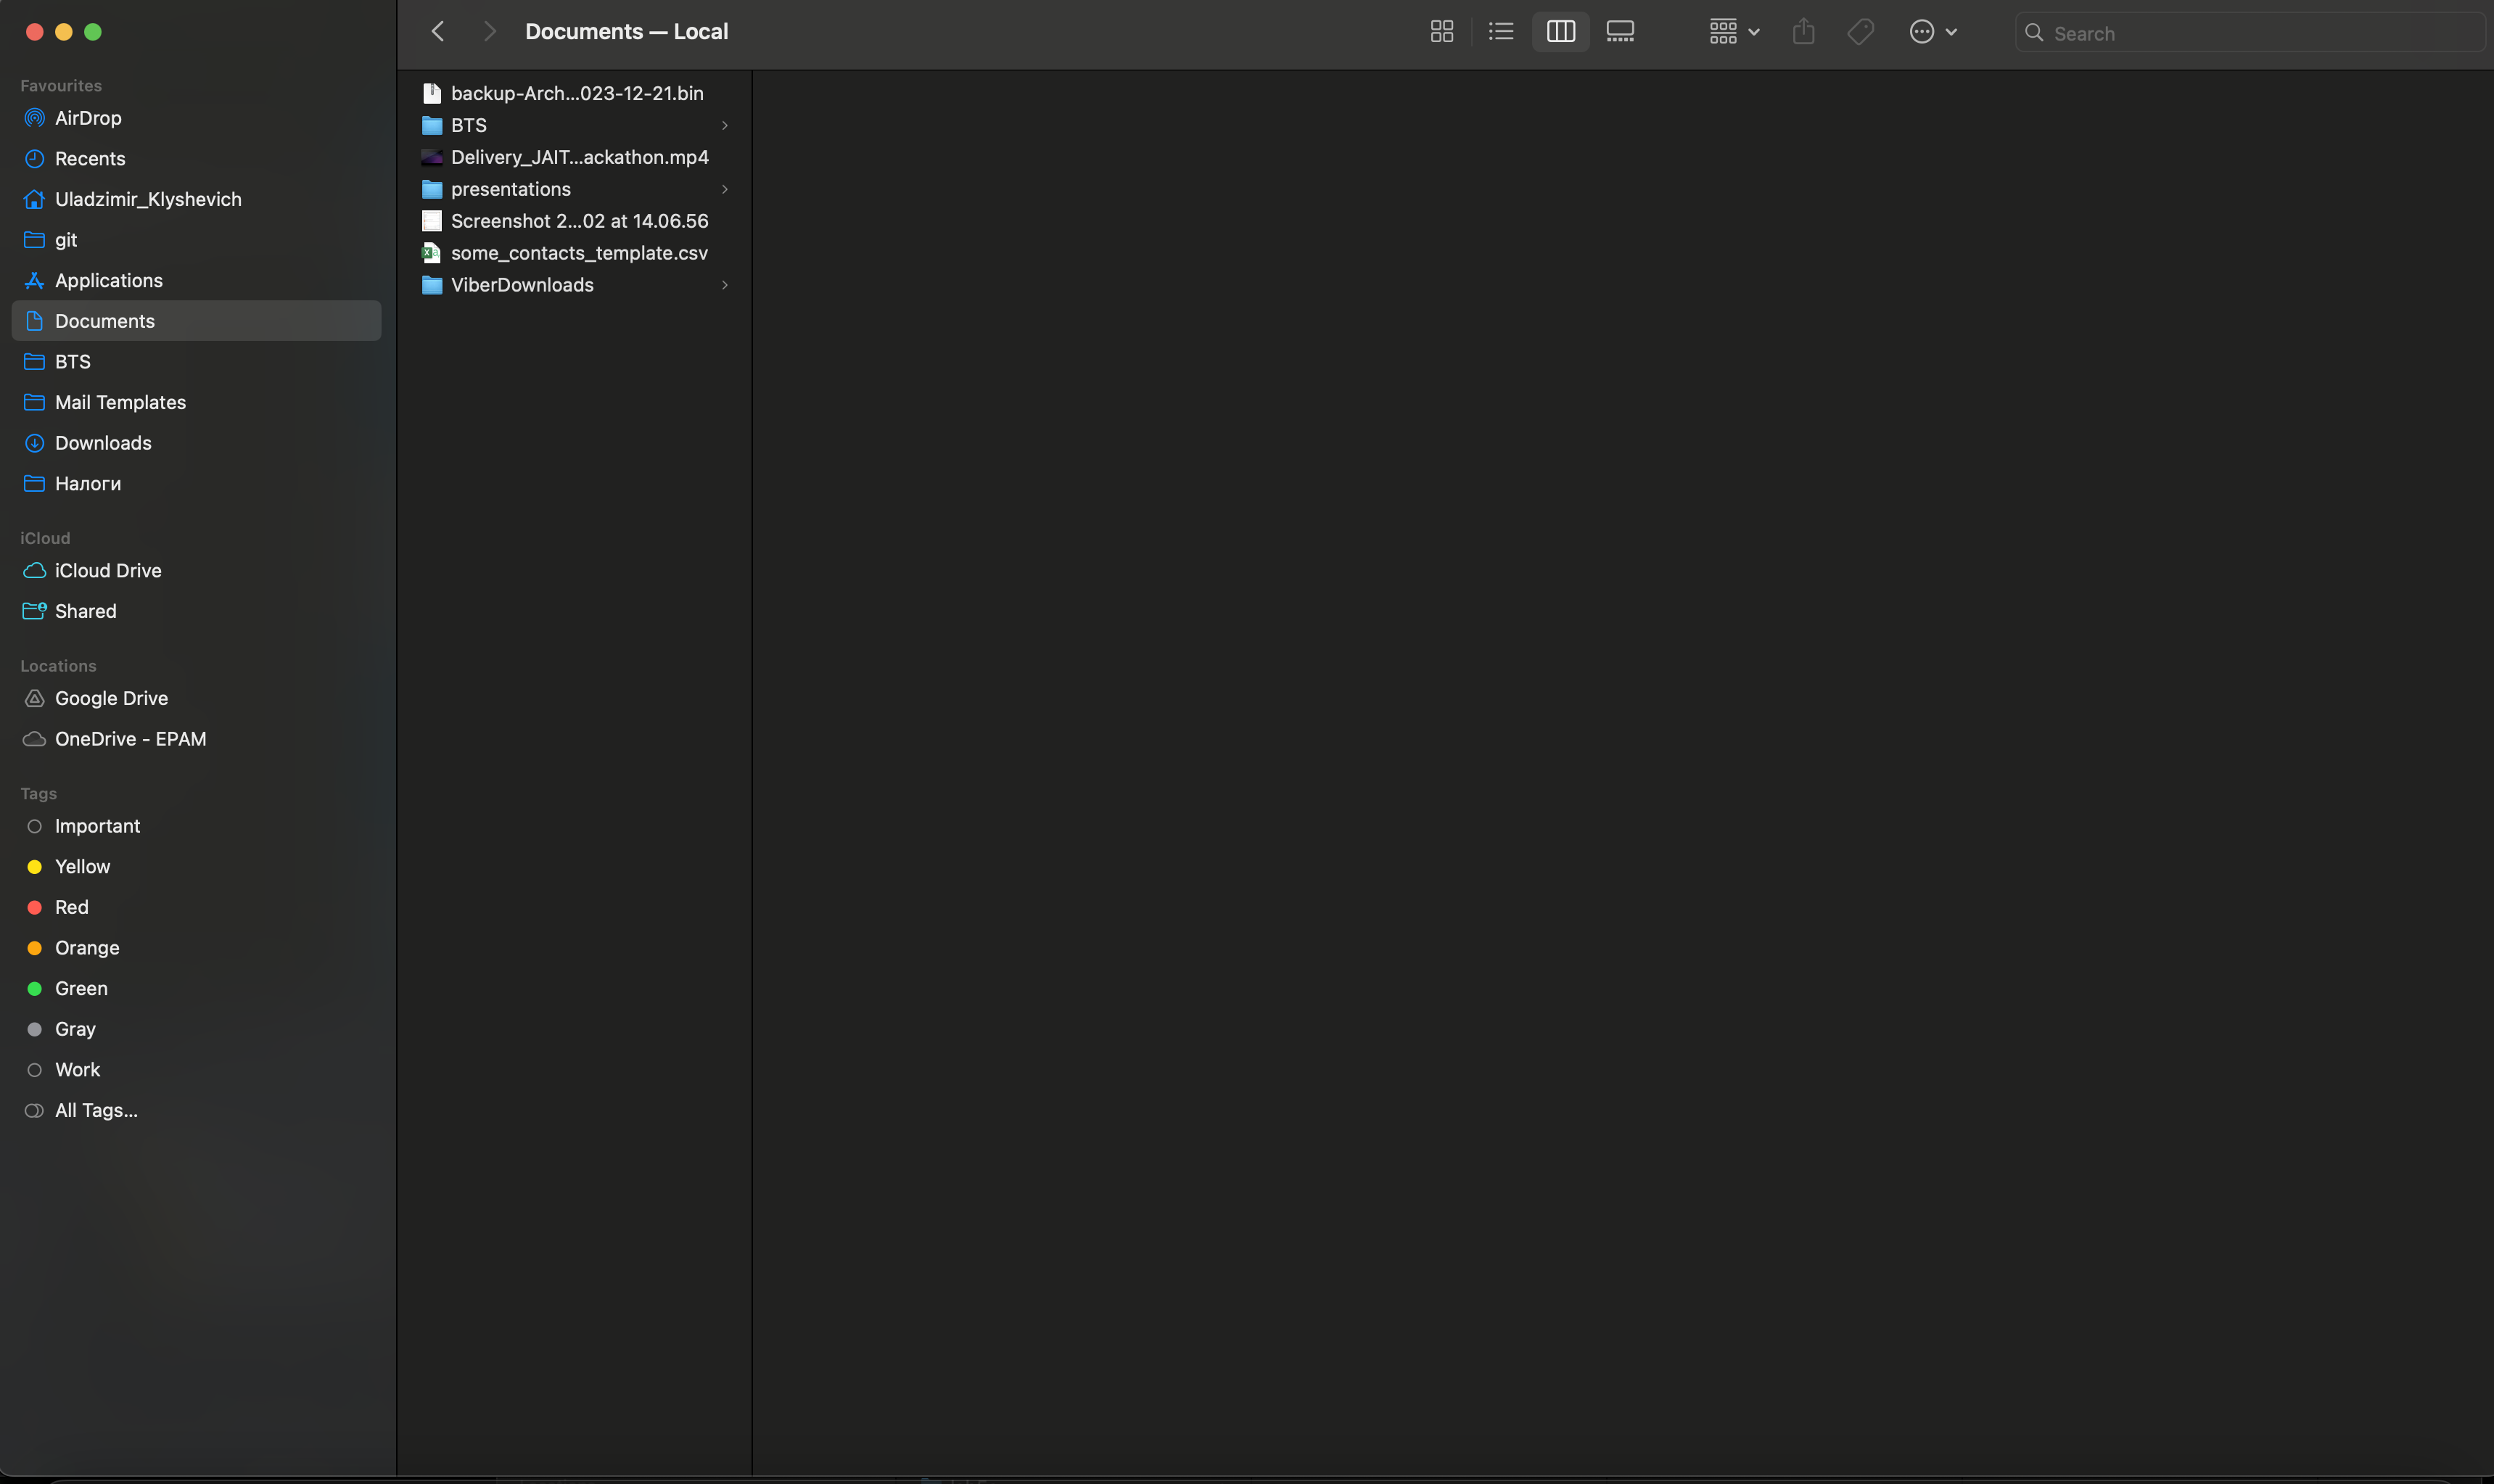 Documents — Local
Search
Favourites
AirDrop
Recents
Uladzimir_Klyshevich
git
Applications
Documents
BTS
Mail Templates
Downloads
Налоги
iCloud
iCloud Drive
Shared
Locations
Google Drive
OneDrive - EPAM
Tags
Important
Yellow
Red
Orange
Green
Gray
Work
All Tags...
backup-Arch...023-12-21.bin
BTS
Delivery_JAIT...ackathon.mp4
presentations
Screenshot 2...02 at 14.06.56
some_contacts_template.csv
ViberDownloads